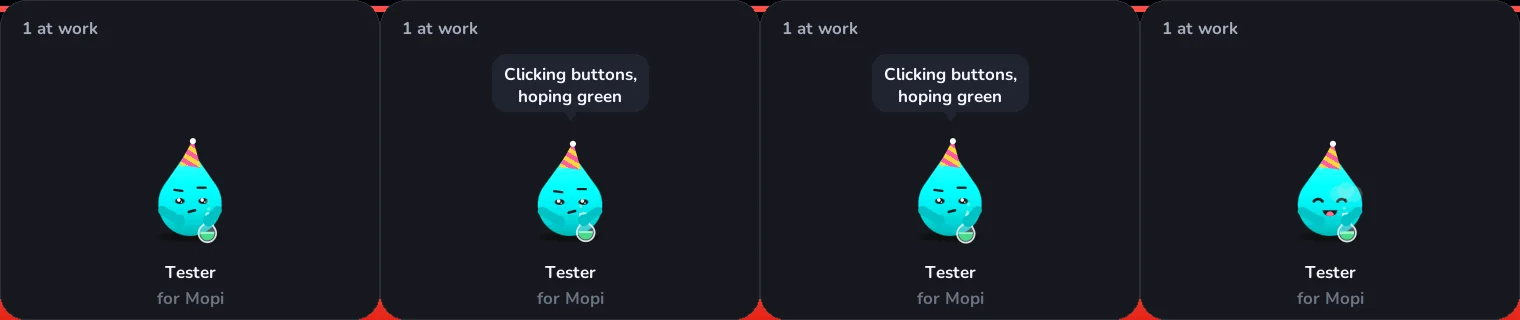 1 at work
Clicking buttons,
hoping green
Tester
for Mopi
1 at work
Clicking buttons,
hoping green
Tester
for Mopi
1 at work
Tester
for Mopi
1 at work
Tester
for Mopi